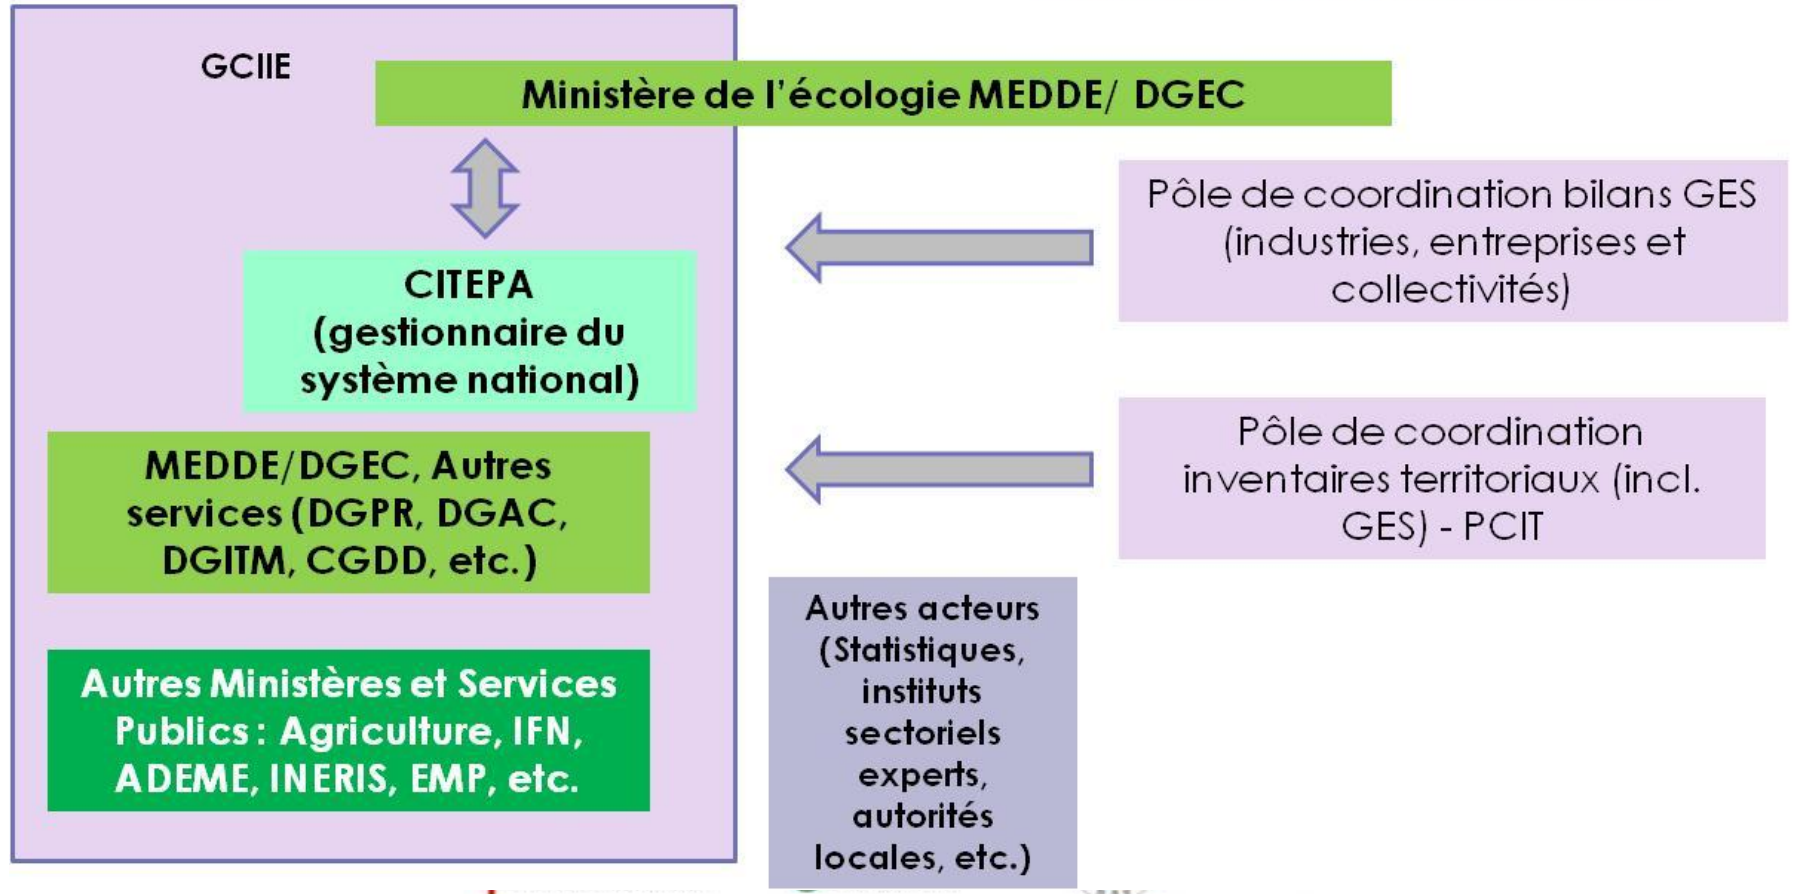 GCIIE
Ministère de l'écologie MEDDE/ DGEC
CITEPA
(gestionnaire du
système national)
MEDDE/DGEC, Autres
services (DGPR, DGAC,
DGITM, CGDD, etc.)
Autres Ministères et Services
Publics : Agriculture, IFN,
ADEME, INERIS, EMP, etc.
Pôle de coordination bilans GES
(industries, entreprises et
collectivités)
Pôle de coordination
inventaires territoriaux (incl.
GES) - PCIT
Autres acteurs
(Statistiques,
instituts
sectoriels
experts,
autorités
locales, etc.)